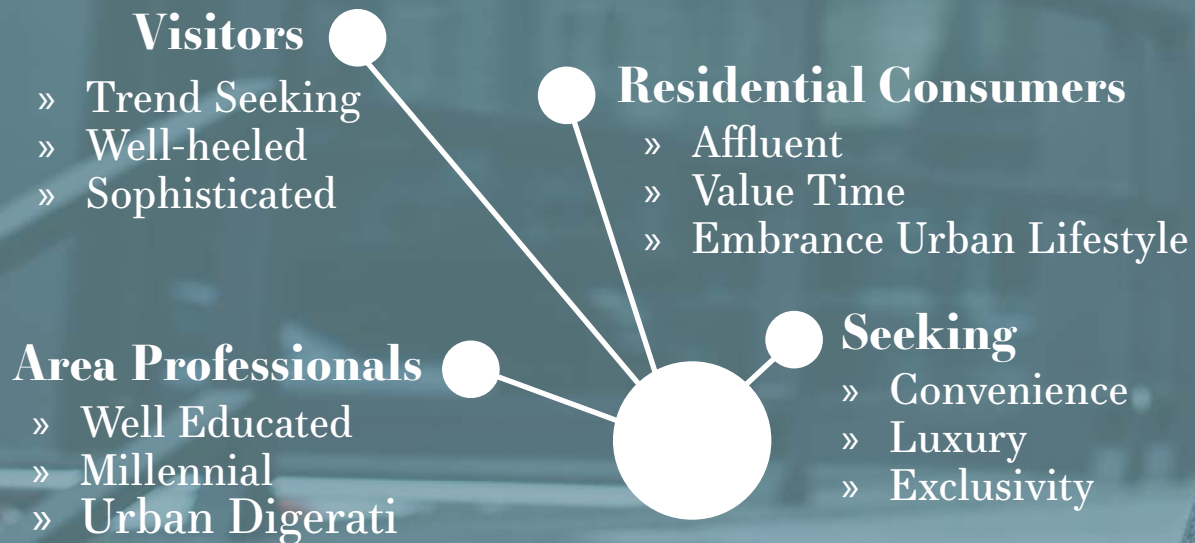 Visitors
» Trend Seeking
» Well-heeled
» Sophisticated
Residential Consumers
» Affluent
» Value Time
» Embrance Urban Lifestyle
Area Professionals
» Well Educated
» Millennial
» Urban Digerati
Seeking
» Convenience
» Luxury
» Exclusivity